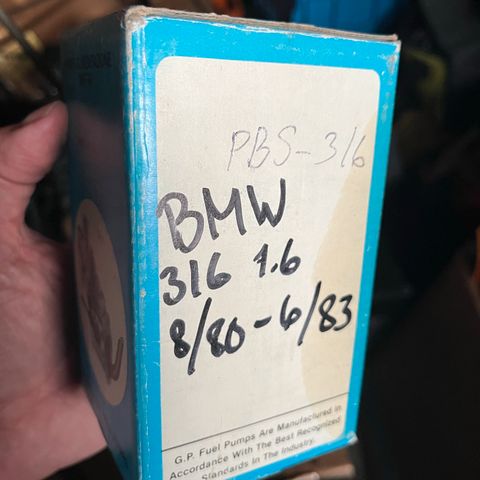 PBS-316
BMW
316 1.6
8/80-6/83
G.P. Fuel Pumps Are Manufactured in
Accordance With The Best Recognized
Standards In The Industry.